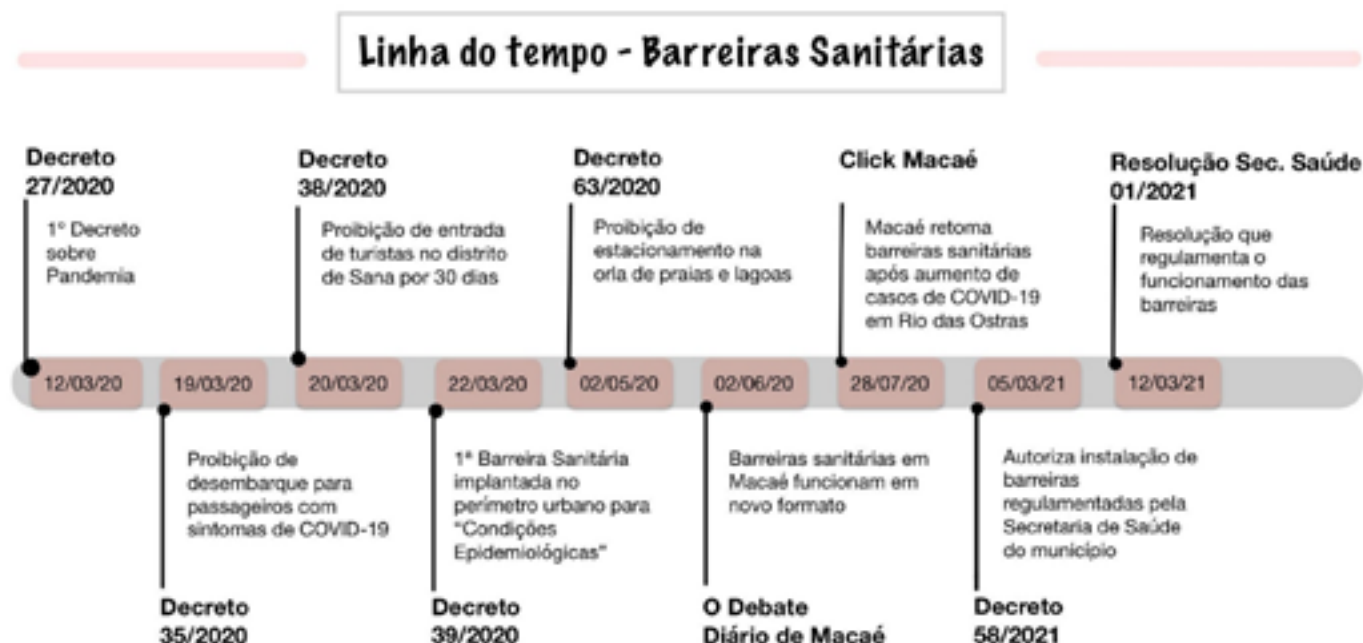 Linha do tempo - Barreiras Sanitárias
Decreto
27/2020
1º Decreto
sobre
Pandemia
Decreto
38/2020
Proibição de entrada
de turistas no distrito
de Sana por 30 dias
Decreto
63/2020
Proibição de
estacionamento na
orla de praias e lagoas
Click Macaé
Macaé retoma
barreiras sanitárias
após aumento de
casos de COVID-19
em Rio das Ostras
Resolução Sec. Saúde
01/2021
Resolução que
regulamenta o
funcionamento das
barreiras
12/03/20
19/03/20
20/03/20
22/03/20
02/05/20
02/06/20
28/07/20
05/03/21
12/03/21
Proibição de
desembarque para
passageiros com
sintomas de COVID-19
Decreto
35/2020
1ª Barreira Sanitária
implantada no
perímetro urbano para
"Condições
Epidemiológicas"
Decreto
39/2020
Barreiras sanitárias em
Macaé funcionam em
novo formato
O Debate
Diário de Macaé
Autoriza instalação de
barreiras
regulamentadas pela
Secretaria de Saúde
do município
Decreto
58/2021